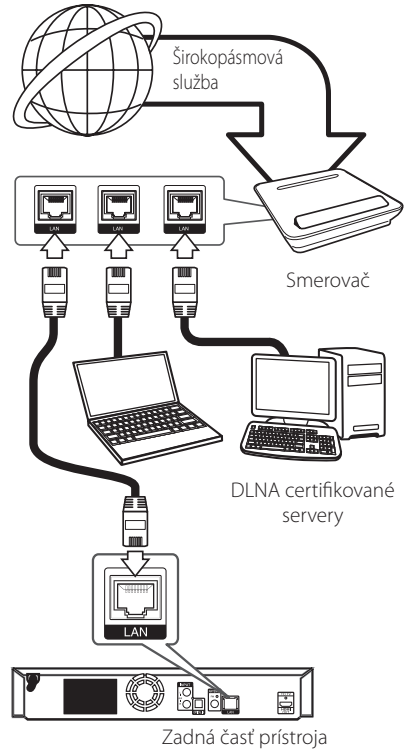 Širokopásmová
služba
LAN
LAN
LAN
Smerovač
DLNA certifikované
servery
LAN
Zadná časť prístroja